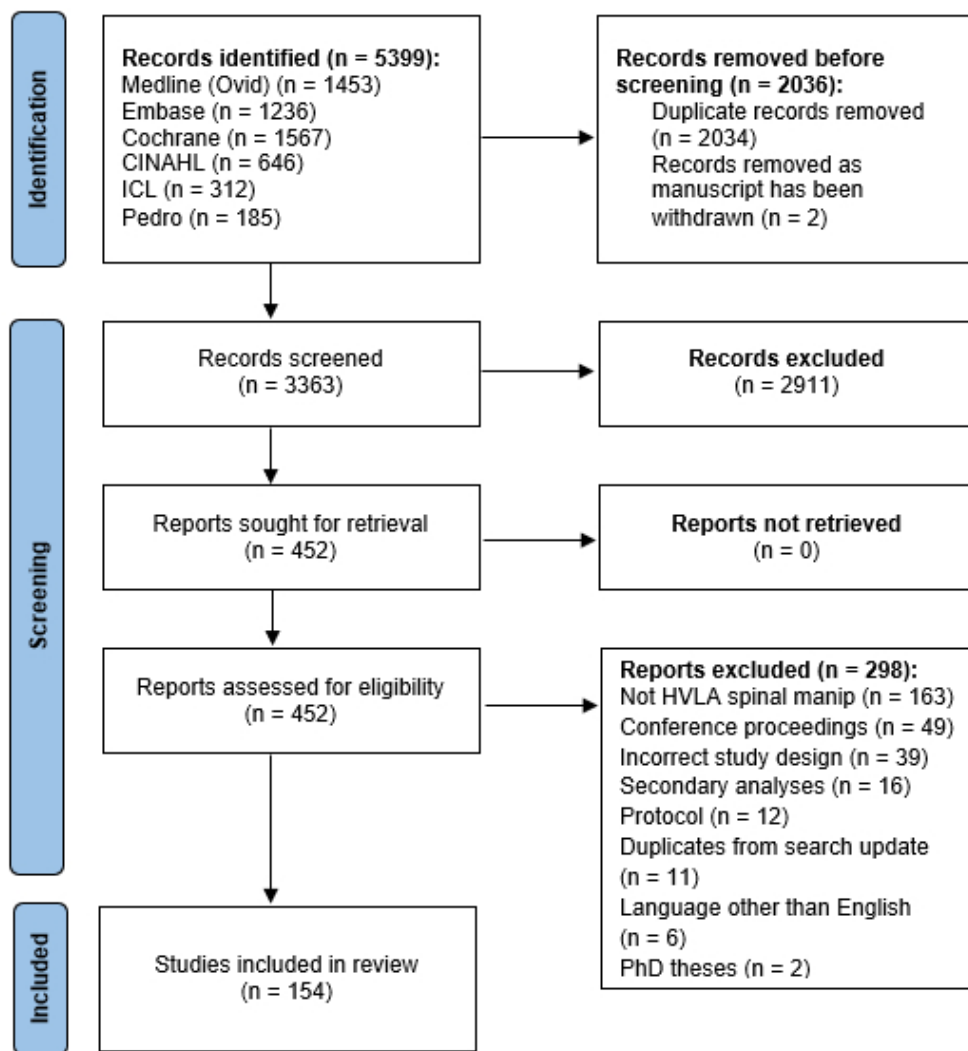 Identification
Records identified (n = 5399):
Medline (Ovid) (n = 1453)
Embase (n = 1236)
Cochrane (n = 1567)
CINAHL (n = 646)
ICL (n = 312)
Pedro (n = 185)
Records removed before
screening (n = 2036):
Duplicate records removed
(n = 2034)
Records removed as
manuscript has been
withdrawn (n = 2)
Screening
Records screened
(n = 3363)
Records excluded
(n = 2911)
Reports sought for retrieval
(n = 452)
Reports not retrieved
(n = 0)
Reports assessed for eligibility
(n = 452)
Reports excluded (n = 298):
Not HVLA spinal manip (n = 163)
Conference proceedings (n = 49)
Incorrect study design (n = 39)
Secondary analyses (n = 16)
Protocol (n = 12)
Duplicates from search update
(n = 11)
Language other than English
(n = 6)
PhD theses (n = 2)
Included
Studies included in review
(n = 154)